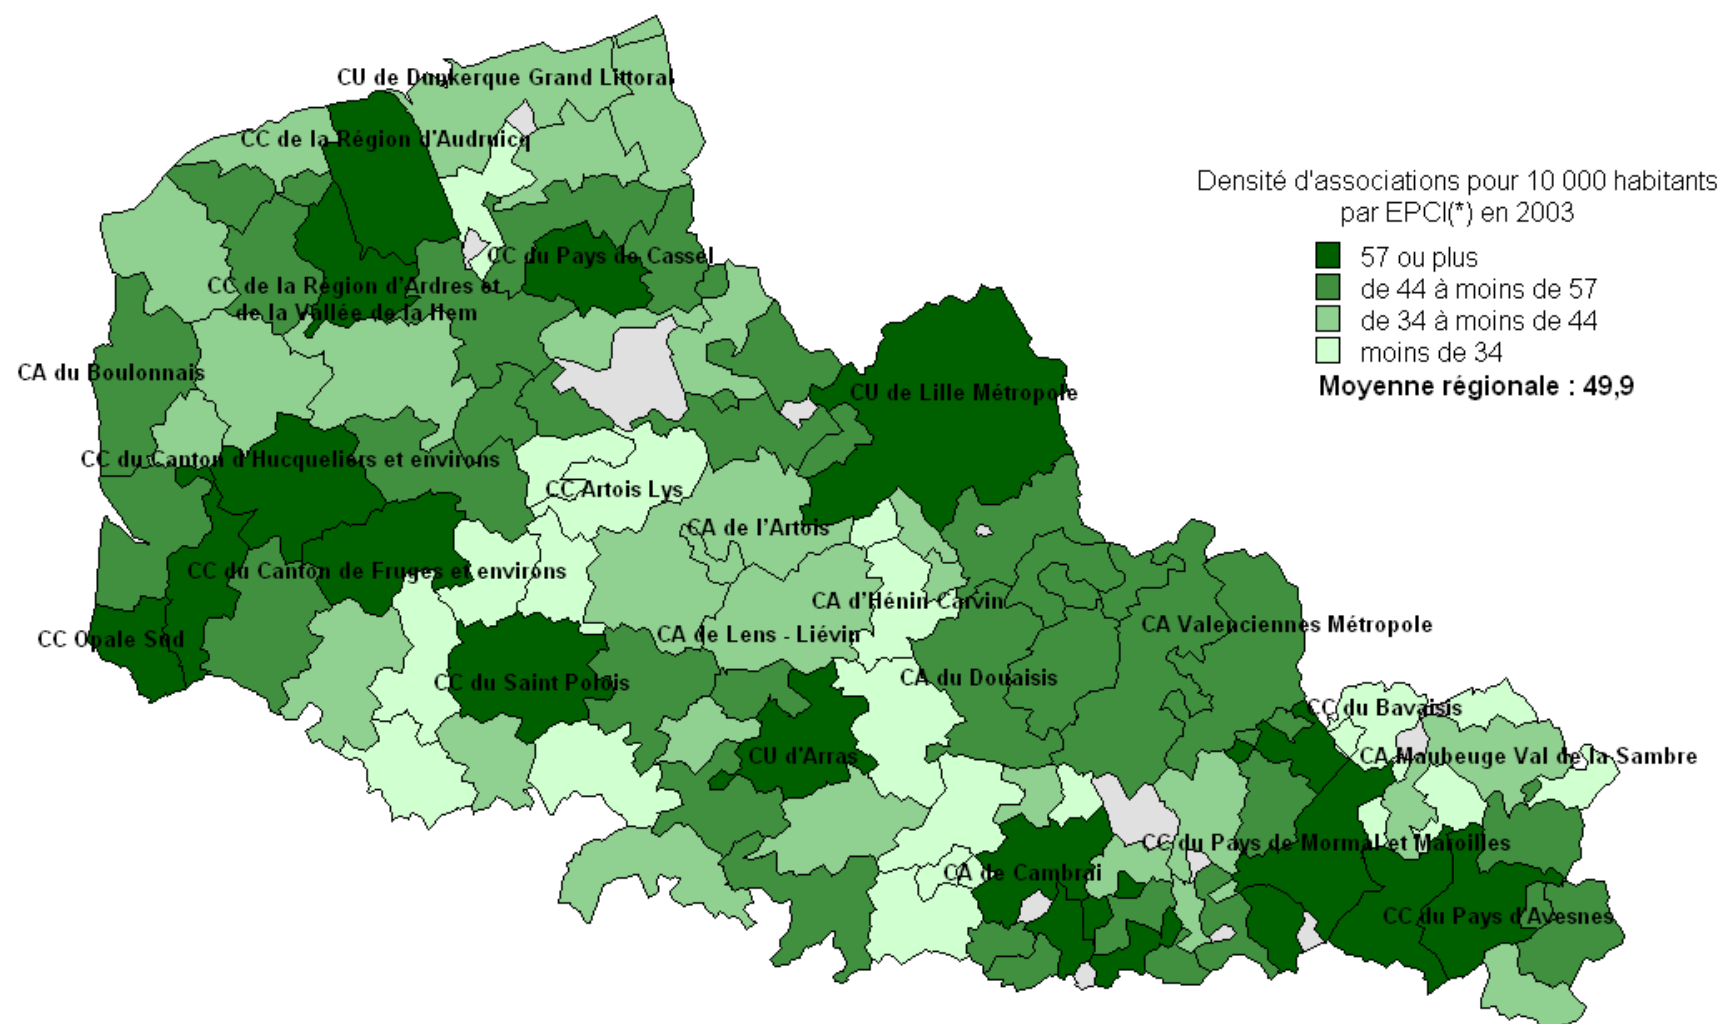 CU de Dunkerque Grand Littoral
CC de la Région d'Audruicq
Densité d'associations pour 10 000 habitants
par EPCI(*) en 2003
57 ou plus
de 44 à moins de 57
de 34 à moins de 44
moins de 34
Moyenne régionale : 49,9
CC du Pays de Cassel
CC de la Région d'Ardres et
de la Vallée de la Hem
CA du Boulonnais
CU de Lille Métropole
CC du Canton d'Hucqueliers et environs
CC Artois Lys
CA de l'Artois
CC du Canton de Fruges et environs
CA d'Hénin Carvin
CA Valenciennes Métropole
CC Opale Sud
CA de Lens - Liévin
CC du Saint Polois
CA du Douaisis
CC du Bavaisis
CU d'Arras
CA Maubeuge Val de la Sambre
CC du Pays de Mormal et Maroilles
CA de Cambrai
CC du Pays d'Avesnes